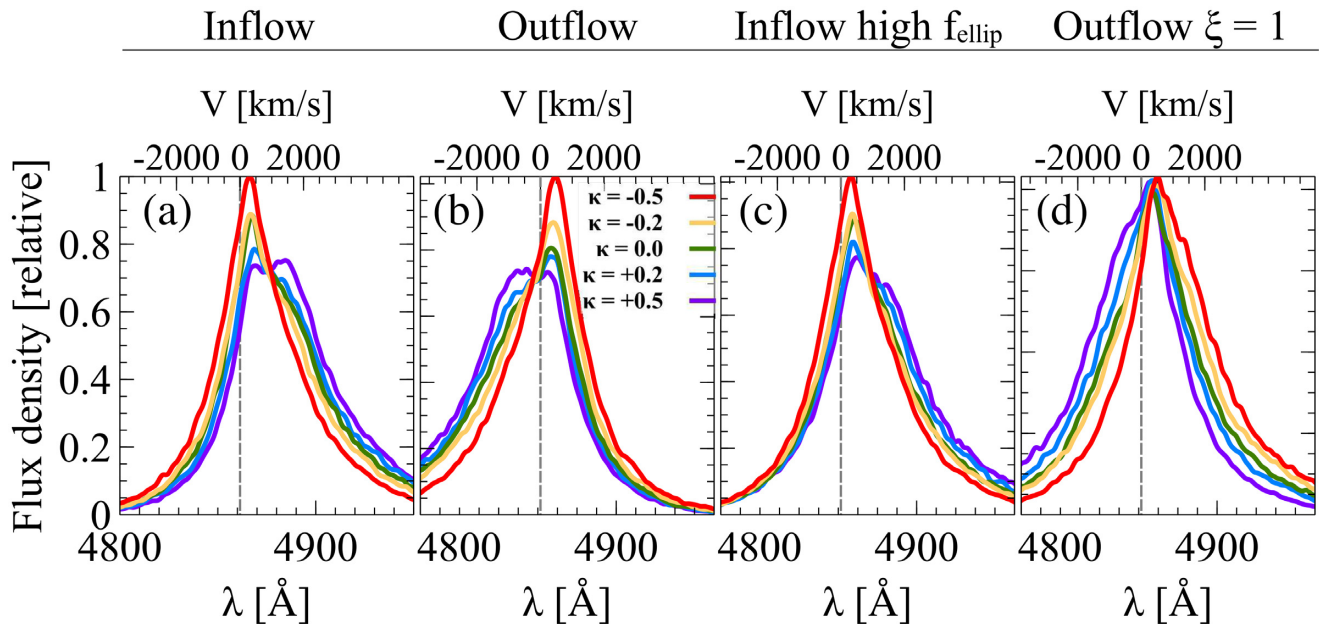 Inflow Outflow Inflow high fellip Outflow ξ = 1
V [km/s] V [km/s] V [km/s] V [km/s]
-2000 0 2000 -2000 0 2000 -2000 0 2000 -2000 0 2000
Flux density [relative]
1
0.8
0.6
0.4
0.2
0
(a) (b) (c) (d)
κ = -0.5
κ = -0.2
κ = 0.0
κ = +0.2
κ = +0.5
4800 4900 4800 4900 4800 4900 4800 4900
λ [Å] λ [Å] λ [Å] λ [Å]